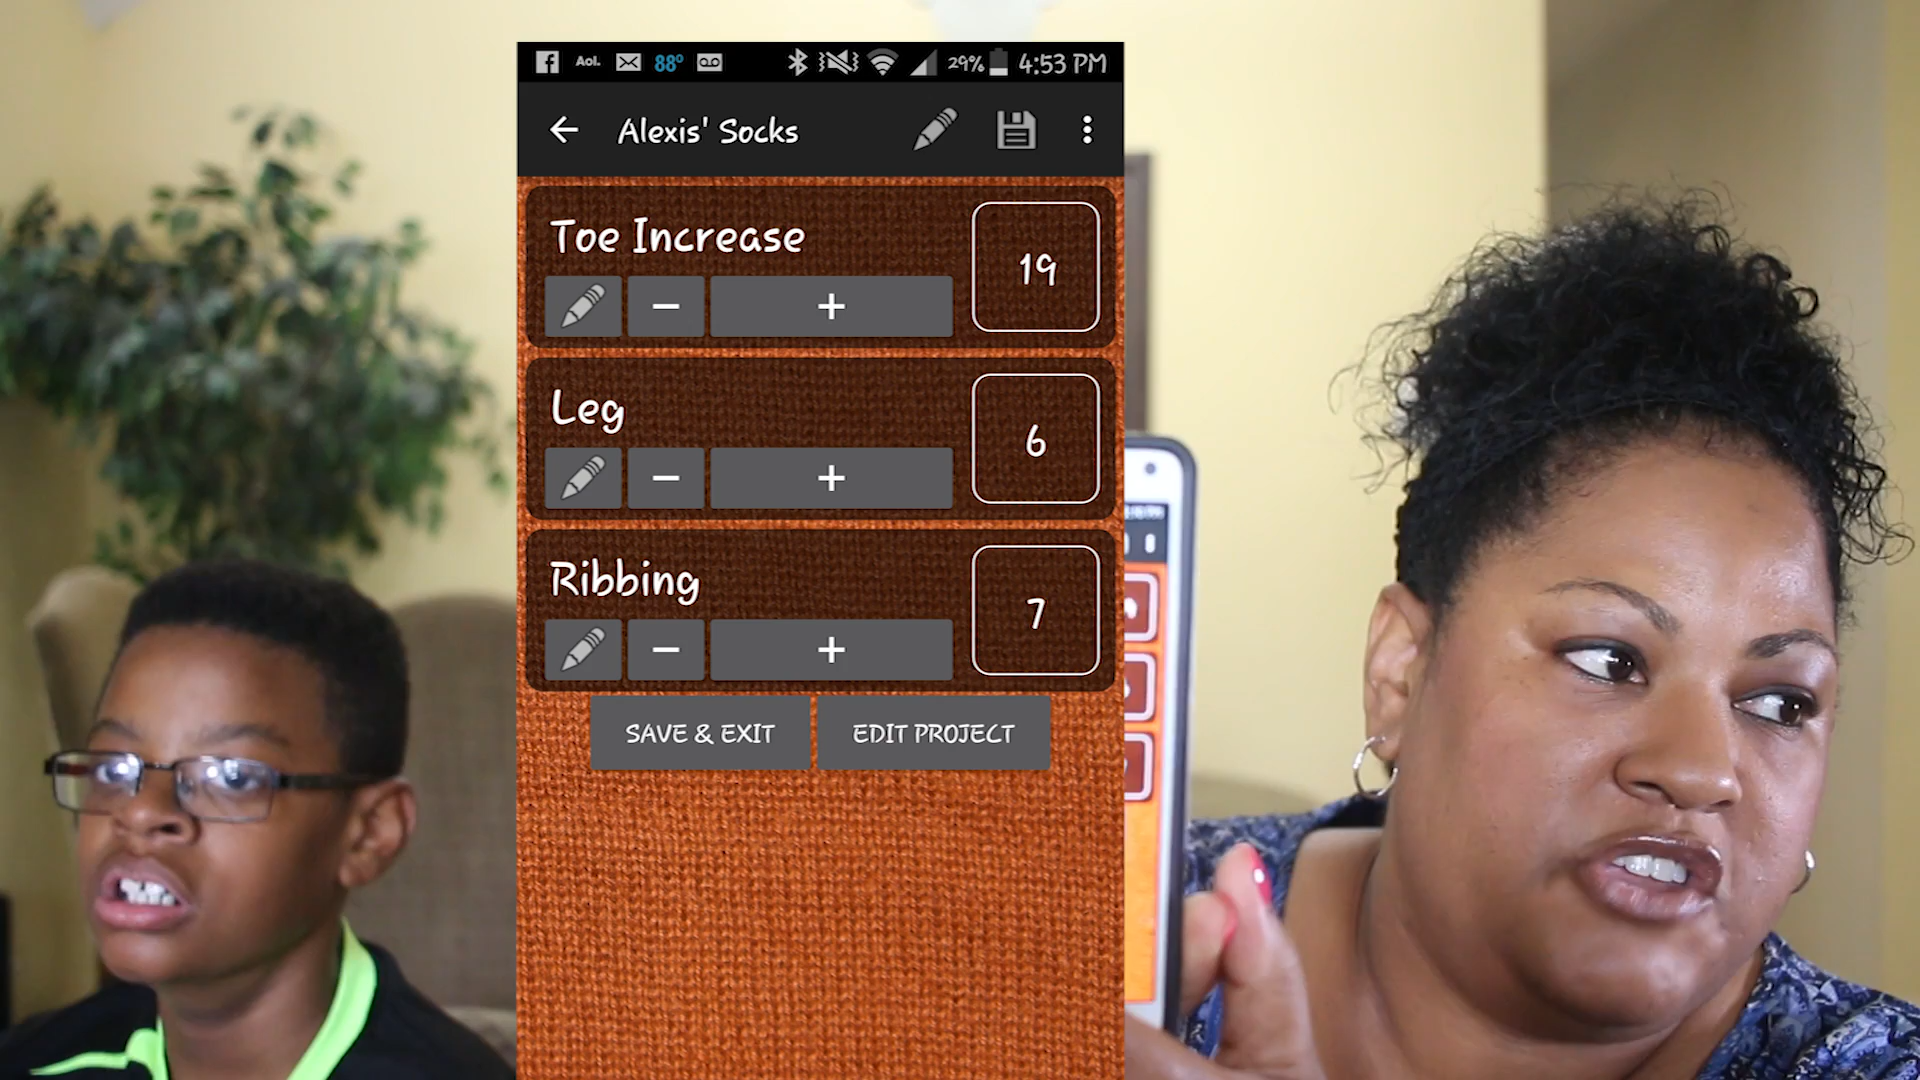 Aol. 88° 29% 4:53 PM
Alexis' Socks
Toe Increase
19
− +
Leg
6
− +
Ribbing
7
− +
SAVE & EXIT EDIT PROJECT